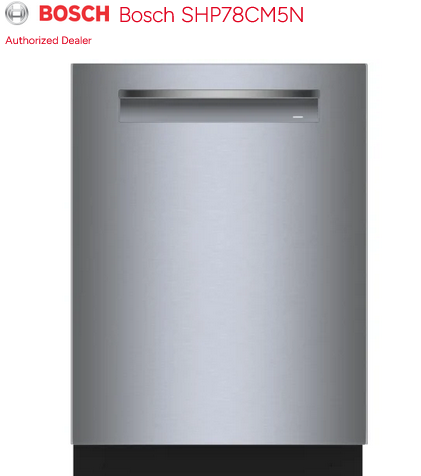 BOSCH Bosch SHP78CM5N
Authorized Dealer